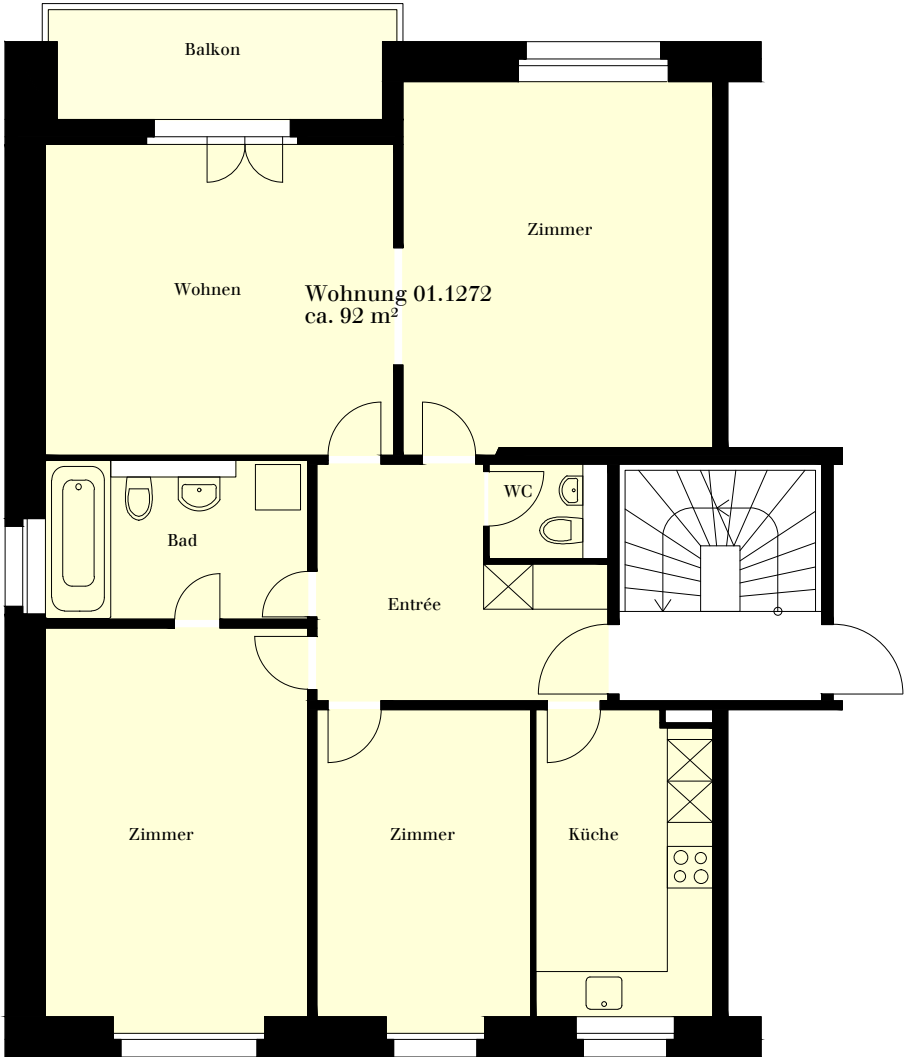 Balkon
Zimmer
Wohnen
Wohnung 01.1272
ca. 92 m²
WC
Bad
Entrée
Zimmer
Zimmer
Küche